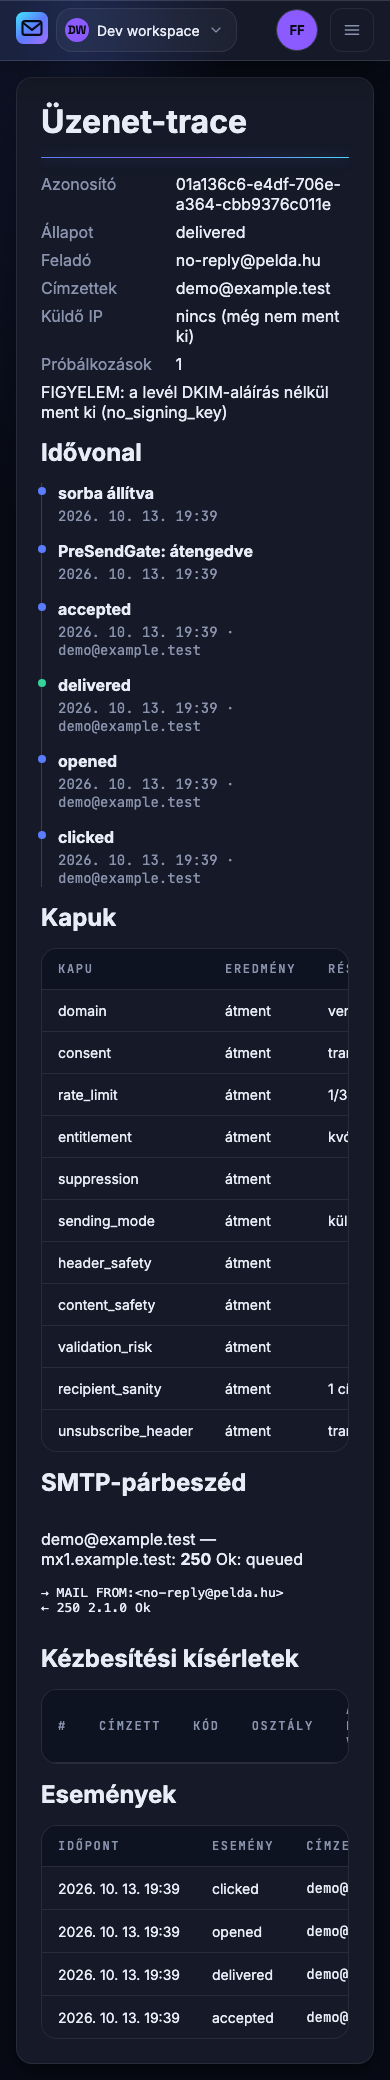 DW Dev workspace FF
Üzenet-trace
Azonosító 01a136c6-e4df-706e-
a364-cbb9376c011e
Állapot delivered
Feladó no-reply@pelda.hu
Címzettek demo@example.test
Küldő IP nincs (még nem ment
ki)
Próbálkozások 1
FIGYELEM: a levél DKIM-aláírás nélkül
ment ki (no_signing_key)
Idővonal
sorba állítva
2026. 10. 13. 19:39
PreSendGate: átengedve
2026. 10. 13. 19:39
accepted
2026. 10. 13. 19:39 ·
demo@example.test
delivered
2026. 10. 13. 19:39 ·
demo@example.test
opened
2026. 10. 13. 19:39 ·
demo@example.test
clicked
2026. 10. 13. 19:39 ·
demo@example.test
Kapuk
KAPU EREDMÉNY
domain átment
consent átment
rate_limit átment 1/3
entitlement átment
suppression átment
sending_mode átment
header_safety átment
content_safety átment
validation_risk átment
recipient_sanity átment 1
unsubscribe_header átment
SMTP-párbeszéd
demo@example.test —
mx1.example.test: 250 Ok: queued
→ MAIL FROM:<no-reply@pelda.hu>
← 250 2.1.0 Ok
Kézbesítési kísérletek
# CÍMZETT KÓD OSZTÁLY
Események
IDŐPONT ESEMÉNY CÍMZE
2026. 10. 13. 19:39 clicked demo@
2026. 10. 13. 19:39 opened demo@
2026. 10. 13. 19:39 delivered demo@
2026. 10. 13. 19:39 accepted demo@